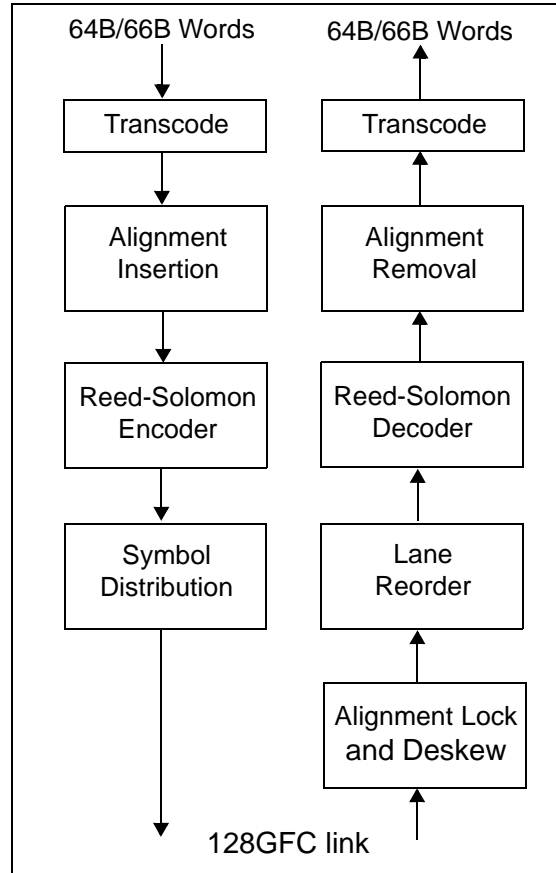 64B/66B Words
Transcode
Alignment
Insertion
Reed-Solomon
Encoder
Symbol
Distribution
64B/66B Words
Transcode
Alignment
Removal
Reed-Solomon
Decoder
Lane
Reorder
Alignment Lock
and Deskew
128GFC link